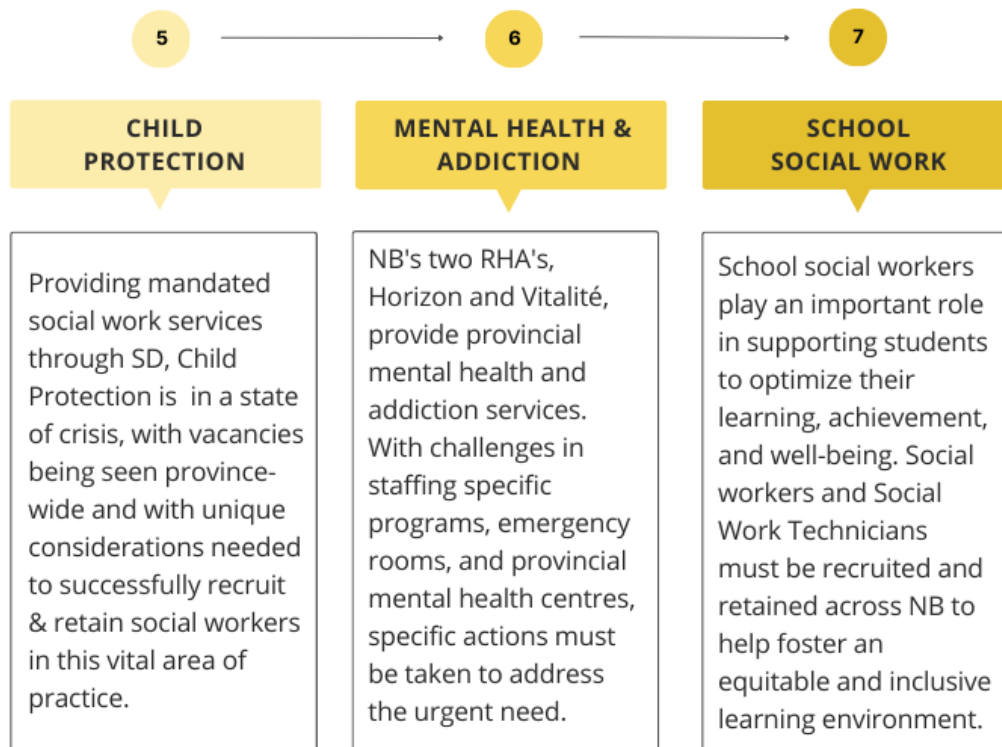 5
6
7
CHILD
PROTECTION
MENTAL HEALTH &
ADDICTION
SCHOOL
SOCIAL WORK
Providing mandated
social work services
through SD, Child
Protection is in a state
of crisis, with vacancies
being seen province-
wide and with unique
considerations needed
to successfully recruit
& retain social workers
in this vital area of
practice.
NB's two RHA's,
Horizon and Vitalité,
provide provincial
mental health and
addiction services.
With challenges in
staffing specific
programs, emergency
rooms, and provincial
mental health centres,
specific actions must
be taken to address
the urgent need.
School social workers
play an important role
in supporting students
to optimize their
learning, achievement,
and well-being. Social
workers and Social
Work Technicians
must be recruited and
retained across NB to
help foster an
equitable and inclusive
learning environment.